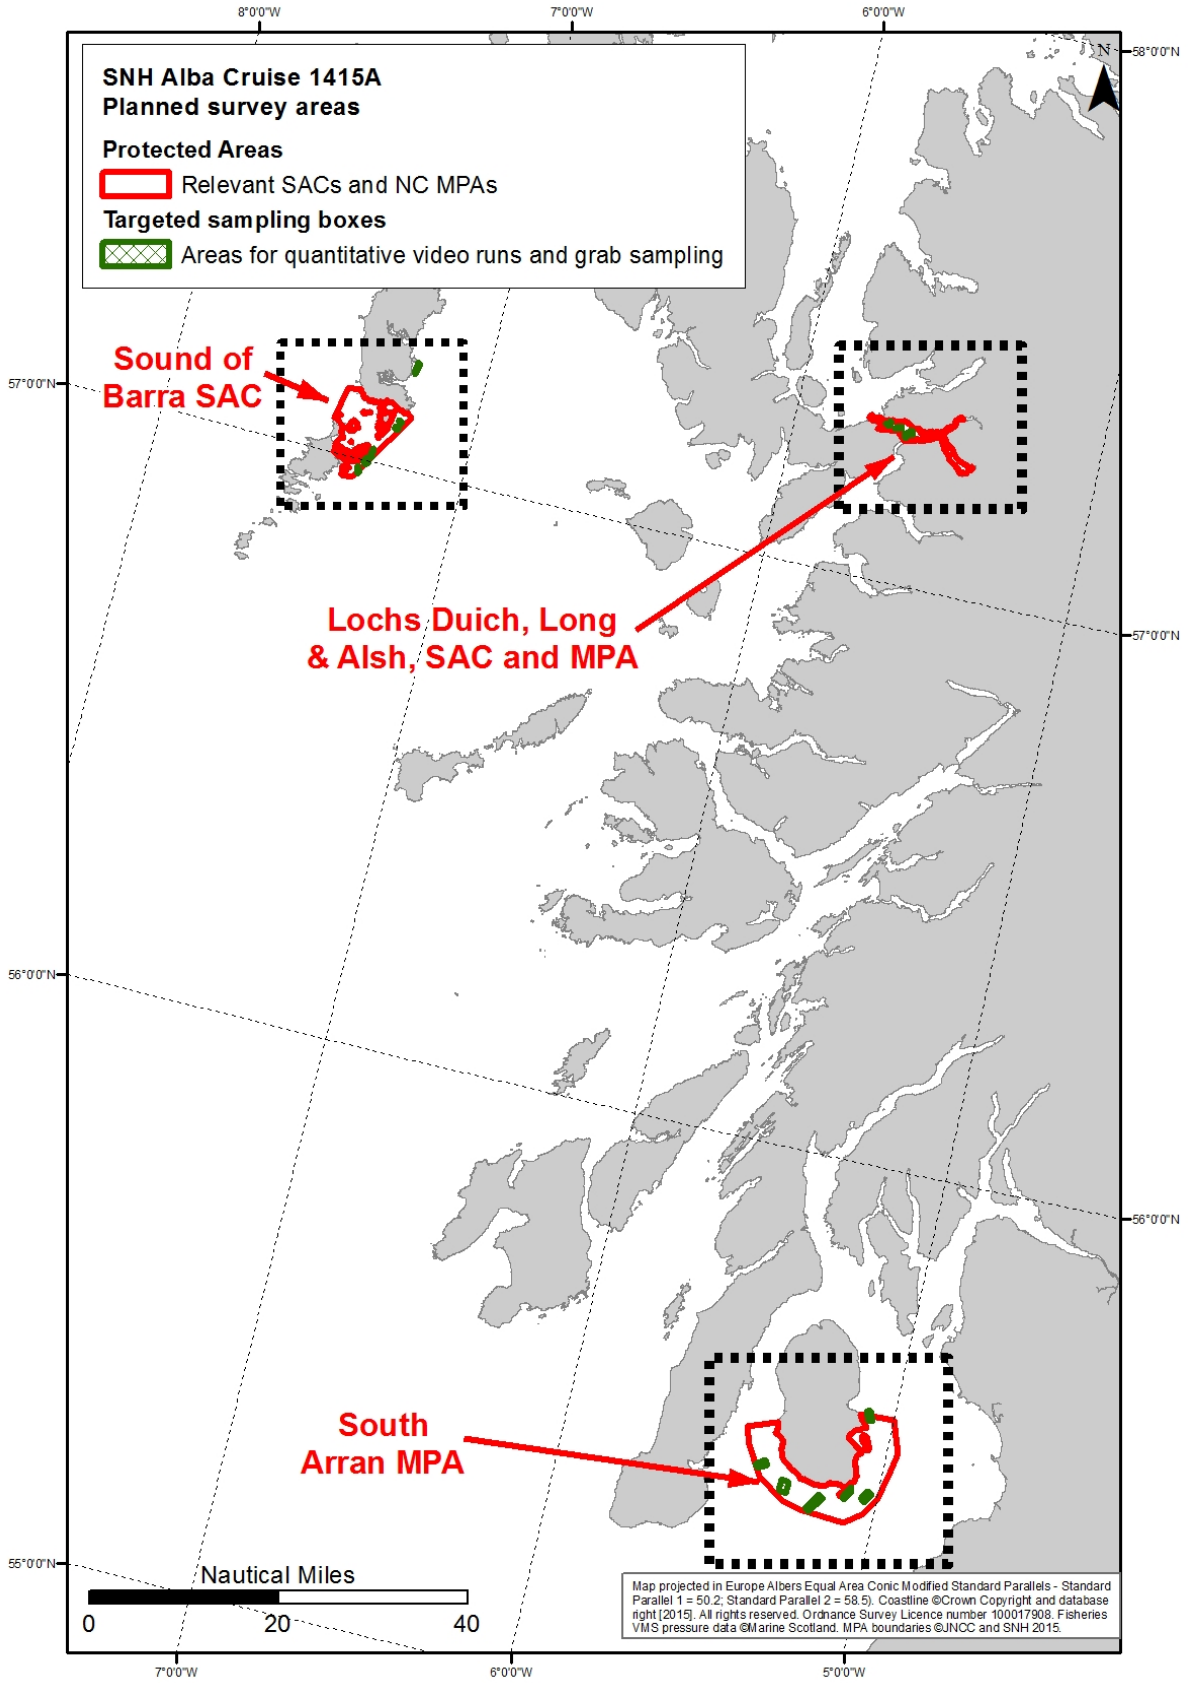 8°0'0"W
7°0'0"W
6°0'0"W
58°0'0"N
N
SNH Alba Cruise 1415A
Planned survey areas
Protected Areas
Relevant SACs and NC MPAs
Targeted sampling boxes
Areas for quantitative video runs and grab sampling
Sound of
Barra SAC
57°0'0"N
Lochs Duich, Long
& Alsh, SAC and MPA
57°0'0"N
56°0'0"N
56°0'0"N
South
Arran MPA
55°0'0"N
Nautical Miles
0
20
40
Map projected in Europe Albers Equal Area Conic Modified Standard Parallels - Standard
Parallel 1 = 50.2; Standard Parallel 2 = 58.5). Coastline ©Crown Copyright and database
right [2015]. All rights reserved. Ordnance Survey Licence number 100017908. Fisheries
VMS pressure data ©Marine Scotland. MPA boundaries ©JNCC and SNH 2015.
7°0'0"W
6°0'0"W
5°0'0"W